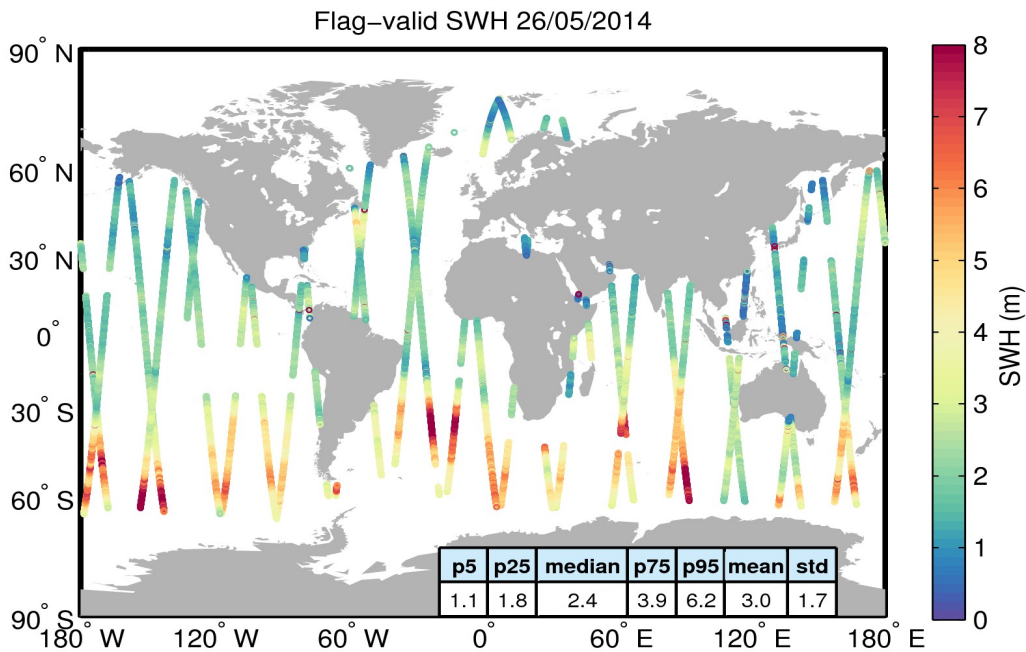 Flag−valid SWH 26/05/2014
90° N
60° N
30° N
0°
30° S
60° S
90° S
180° W
120° W
60° W
0°
60° E
120° E
180° E
p5 p25 median p75 p95 mean std
1.1 1.8 2.4 3.9 6.2 3.0 1.7
8
7
6
5
4
3
2
1
0
SWH (m)